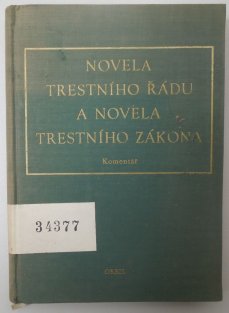 NOVELA
TRESTNÍHO ŘÁDU
A NOVELA
TRESTNÍHO ZÁKONA
Komentář
34377
ORBIS